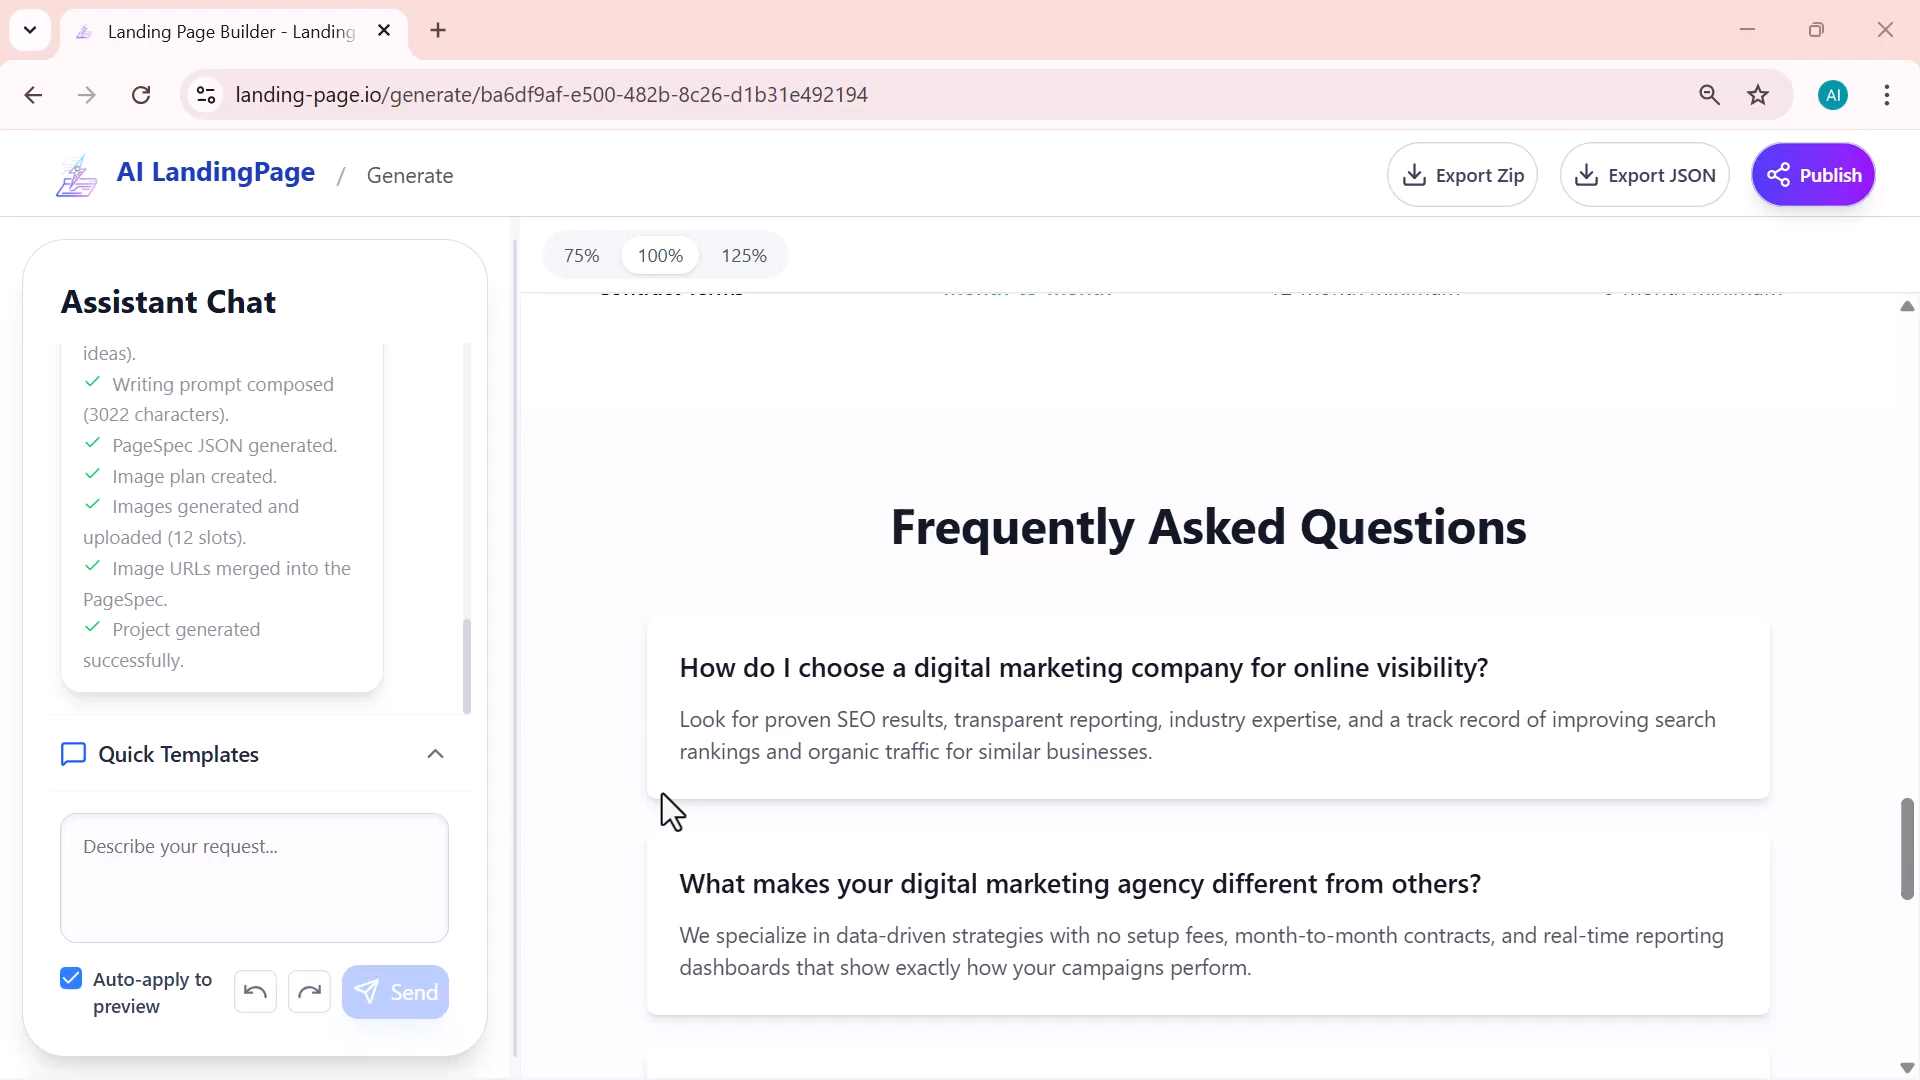 Landing Page Builder - Landing
landing-page.io/generate/ba6df9af-e500-482b-8c26-d1b31e492194
AI
AI LandingPage / Generate
Export Zip
Export JSON
Publish
75% 100% 125%
Assistant Chat
ideas).
Writing prompt composed
(3022 characters).
PageSpec JSON generated.
Image plan created.
Images generated and
uploaded (12 slots).
Image URLs merged into the
PageSpec.
Project generated
successfully.
Quick Templates
Describe your request...
Auto-apply to
preview
Send
Frequently Asked Questions
How do I choose a digital marketing company for online visibility?
Look for proven SEO results, transparent reporting, industry expertise, and a track record of improving search
rankings and organic traffic for similar businesses.
What makes your digital marketing agency different from others?
We specialize in data-driven strategies with no setup fees, month-to-month contracts, and real-time reporting
dashboards that show exactly how your campaigns perform.